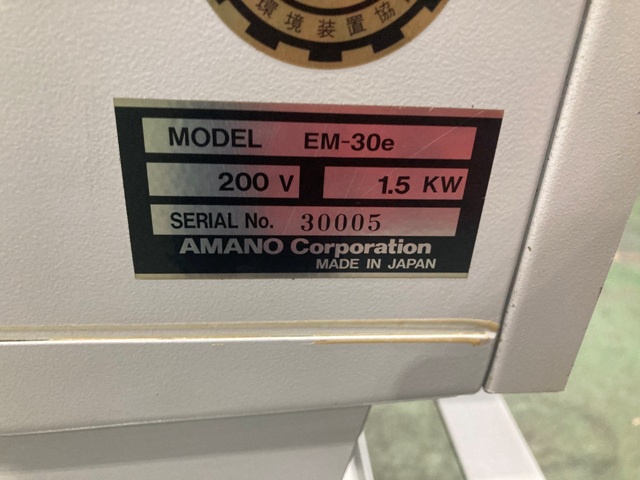 環境装置協
MODEL EM-30e
200 V 1.5 KW
SERIAL No. 30005
AMANO Corporation
MADE IN JAPAN